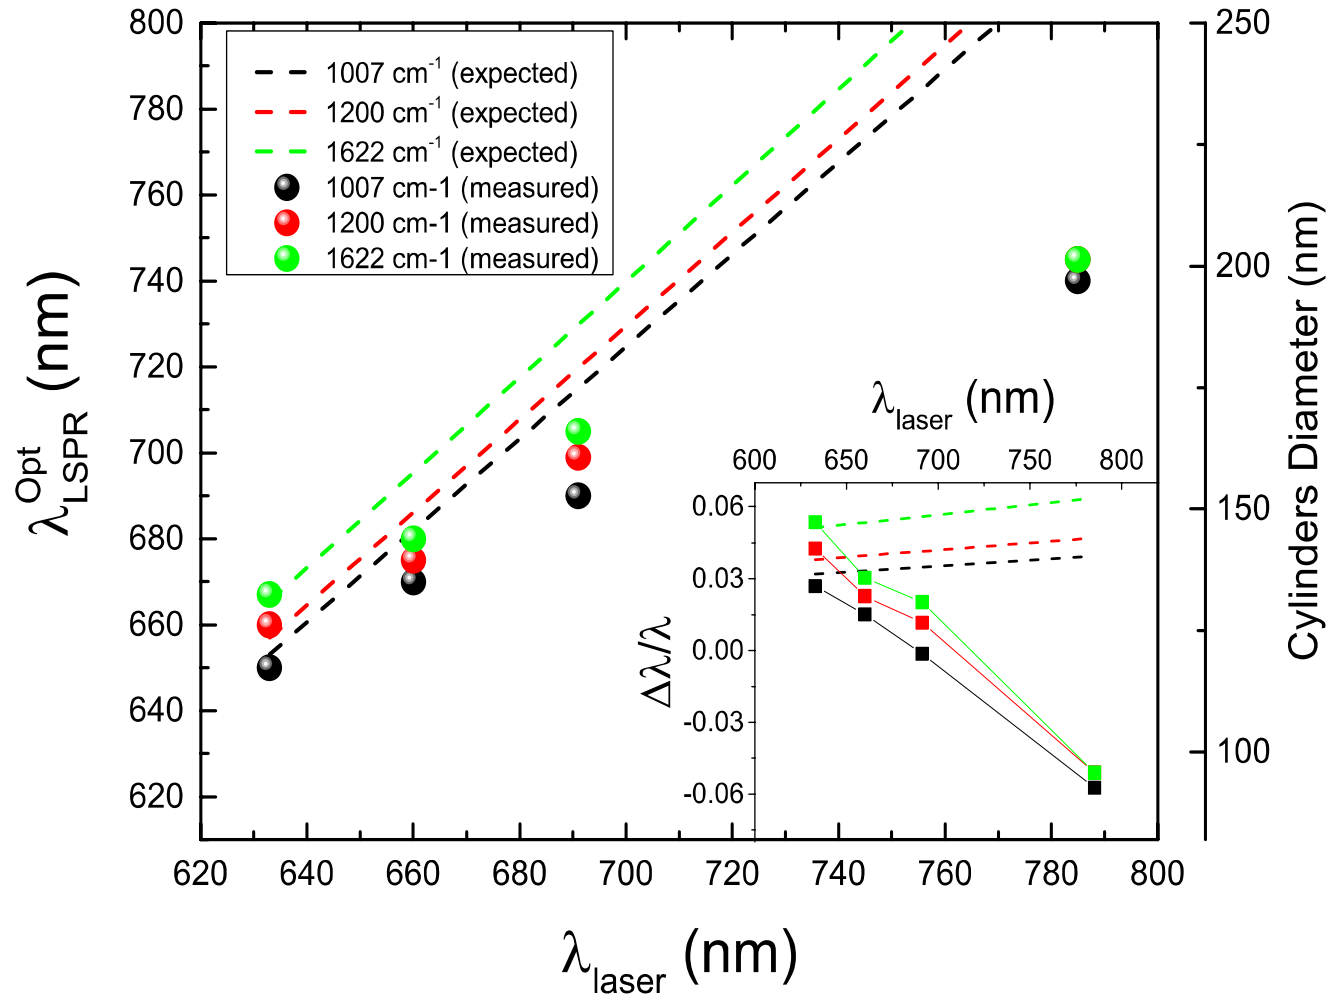 800
780
760
740
720
700
680
660
640
620
λ_LSPR^Opt (nm)
1007 cm⁻¹ (expected)
1200 cm⁻¹ (expected)
1622 cm⁻¹ (expected)
1007 cm-1 (measured)
1200 cm-1 (measured)
1622 cm-1 (measured)
250
200
150
100
Cylinders Diameter (nm)
λ_laser (nm)
600 650 700 750 800
0.06
0.03
0.00
-0.03
-0.06
Δλ/λ
620 640 660 680 700 720 740 760 780 800
λ_laser (nm)